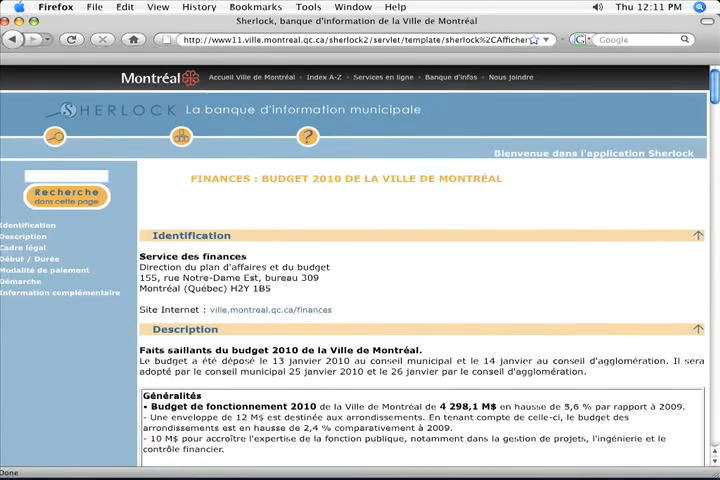 Firefox File Edit View History Bookmarks Tools Window Help Thu 12:11 PM
Sherlock, banque d'information de la Ville de Montréal
http://www11.ville.montreal.qc.ca/sherlock2/servlet/template/sherlock%2CAfficher
Google
Montréal Accueil Ville de Montréal Index A-Z Services en ligne Banque d'infos Nous joindre
SHERLOCK La banque d'information municipale
?
Bienvenue dans l'application Sherlock
Recherche
dans cette page
Identification
Description
Cadre légal
Début / Durée
Modalité de paiement
Démarche
Information complémentaire
FINANCES : BUDGET 2010 DE LA VILLE DE MONTRÉAL
Identification
Service des finances
Direction du plan d'affaires et du budget
155, rue Notre-Dame Est, bureau 309
Montréal (Québec) H2Y 1B5
Site Internet : ville.montreal.qc.ca/finances
Description
Faits saillants du budget 2010 de la Ville de Montréal.
Le budget a été déposé le 13 janvier 2010 au conseil municipal et le 14 janvier au conseil d'agglomération. Il sera
adopté par le conseil municipal 25 janvier 2010 et le 26 janvier par le conseil d'agglomération.
Généralités
• Budget de fonctionnement 2010 de la Ville de Montréal de 4 298,1 M$ en hausse de 5,6 % par rapport à 2009.
- Une enveloppe de 12 M$ est destinée aux arrondissements. En tenant compte de celle-ci, le budget des
arrondissements est en hausse de 2,4 % comparativement à 2009.
- 10 M$ pour accroître l'expertise de la fonction publique, notamment dans la gestion de projets, l'ingénierie et le
contrôle financier.
Done